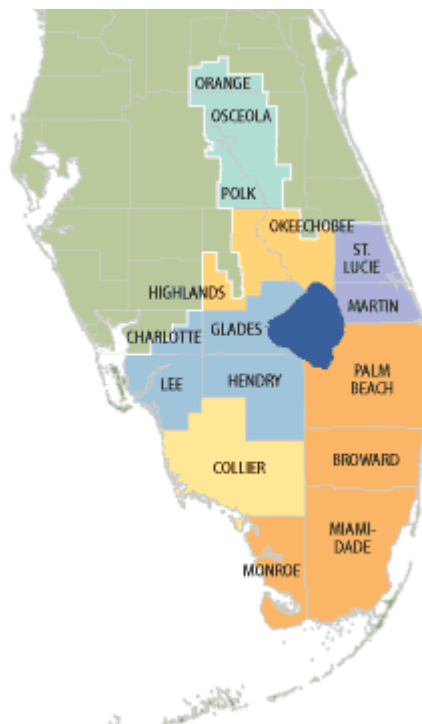 ORANGE
OSCEOLA
POLK
OKEECHOBEE
ST.
LUCIE
HIGHLANDS
MARTIN
CHARLOTTE
GLADES
PALM
BEACH
LEE
HENDRY
COLLIER
BROWARD
MIAMI-
DADE
MONROE